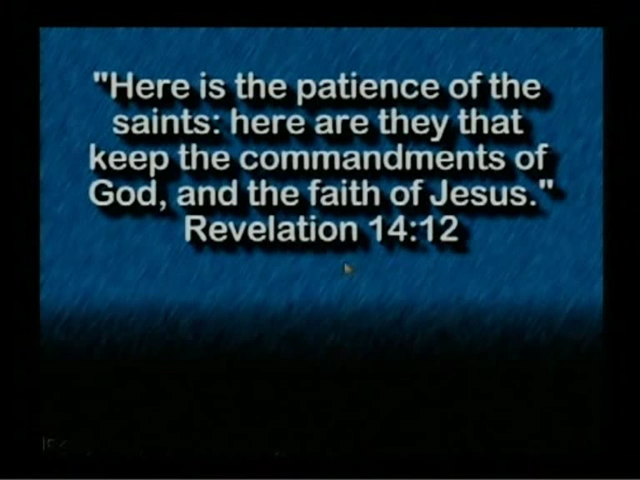 "Here is the patience of the
saints: here are they that
keep the commandments of
God, and the faith of Jesus."
Revelation 14:12